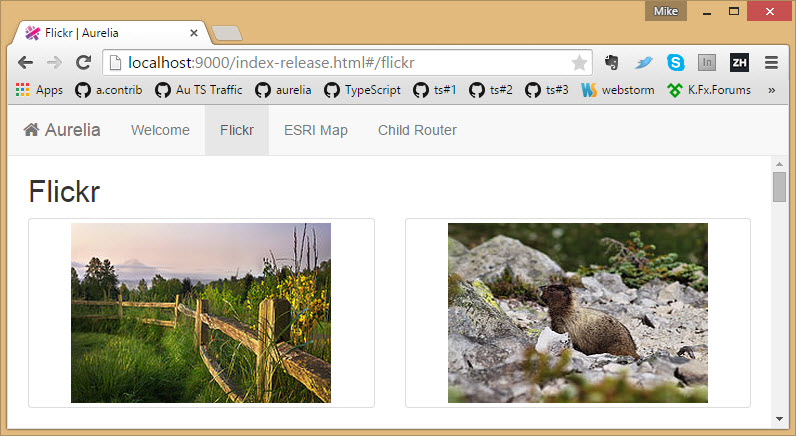 Mike
Flickr | Aurelia
localhost:9000/index-release.html#/flickr
In ZH
Apps a.contrib Au TS Traffic aurelia TypeScript ts#1 ts#2 ts#3 webstorm K.Fx.Forums »
Aurelia Welcome Flickr ESRI Map Child Router
Flickr